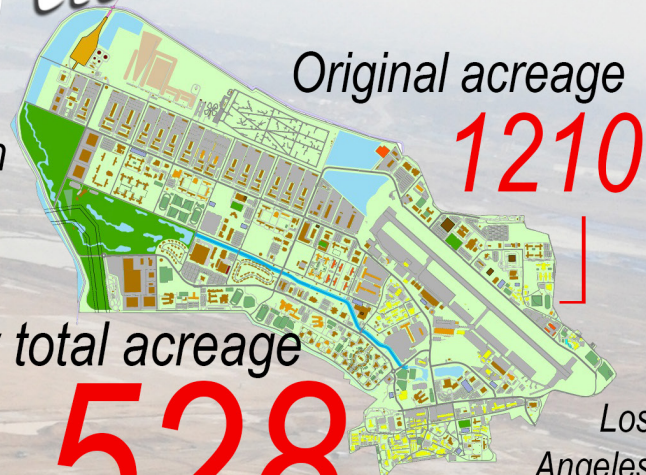 Original acreage
1210
total acreage
528
Los
Angeles